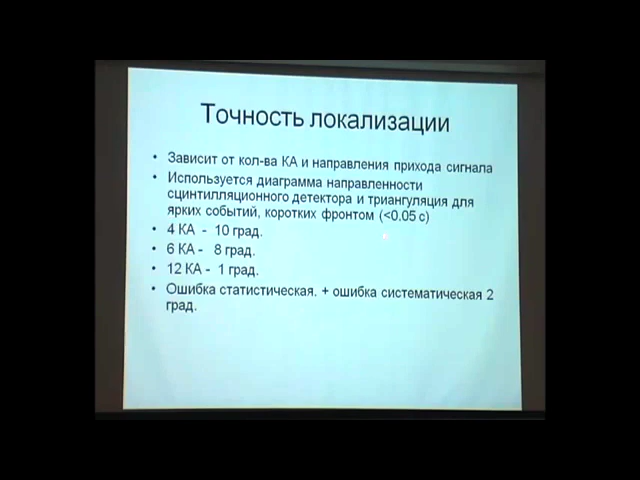 Точность локализации
• Зависит от кол-ва КА и направления прихода сигнала
• Используется диаграмма направленности
сцинтилляционного детектора и триангуляция для
ярких событий, коротких фронтом (<0.05 с)
• 4 КА - 10 град.
• 6 КА - 8 град.
• 12 КА - 1 град.
• Ошибка статистическая. + ошибка систематическая 2
град.